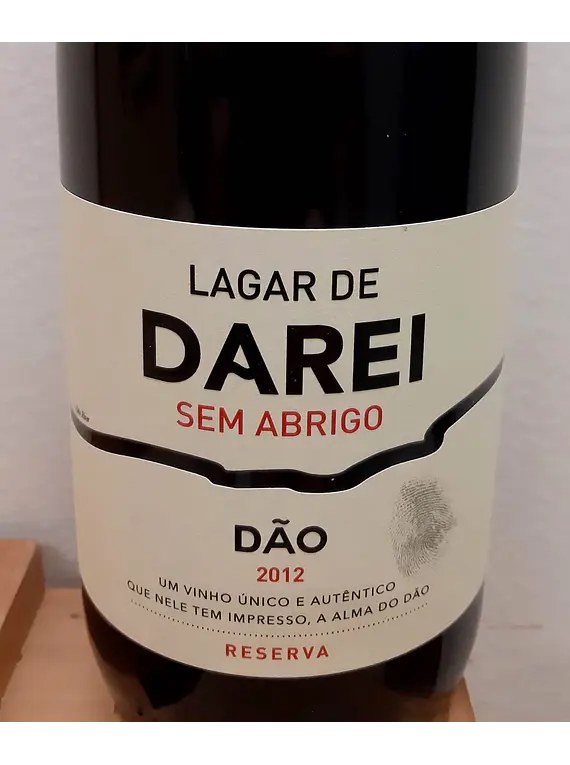 LAGAR DE
DAREI
SEM ABRIGO
DÃO
2012
UM VINHO ÚNICO E AUTÊNTICO
QUE NELE TEM IMPRESSO, A ALMA DO DÃO
RESERVA